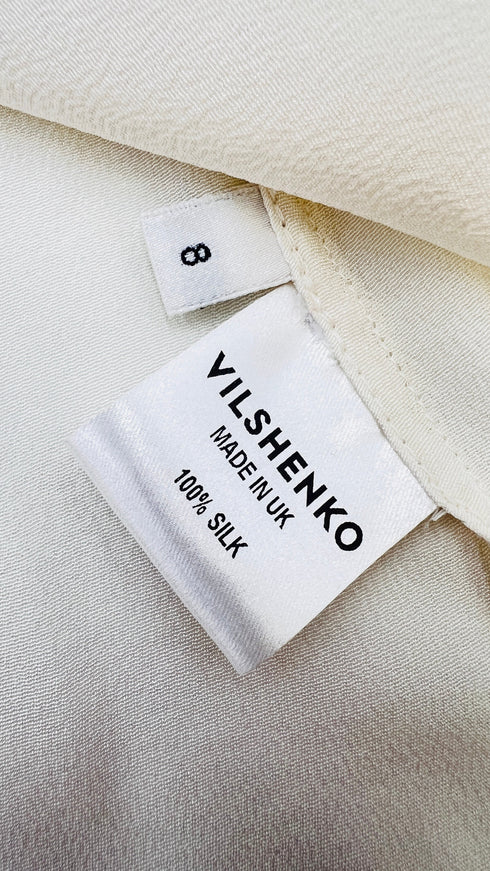 8
VILSHENKO
MADE IN UK
100% SILK